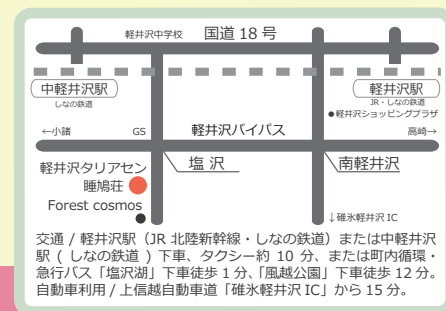 軽井沢中学校
国道 18 号
中軽井沢駅
しなの鉄道
軽井沢駅
JR・しなの鉄道
●軽井沢ショッピングプラザ
←小諸
GS
軽井沢バイパス
高崎→
塩 沢
南軽井沢
軽井沢タリアセン
睡鳩荘
Forest cosmos
↓碓氷軽井沢 IC
交通 / 軽井沢駅（JR 北陸新幹線・しなの鉄道）または中軽井沢
駅 ( しなの鉄道 ) 下車、タクシー約 10 分、または町内循環・
急行バス「塩沢湖」下車徒歩 1 分、「風越公園」下車徒歩 12 分。
自動車利用 / 上信越自動車道「碓氷軽井沢 IC」から 15 分。